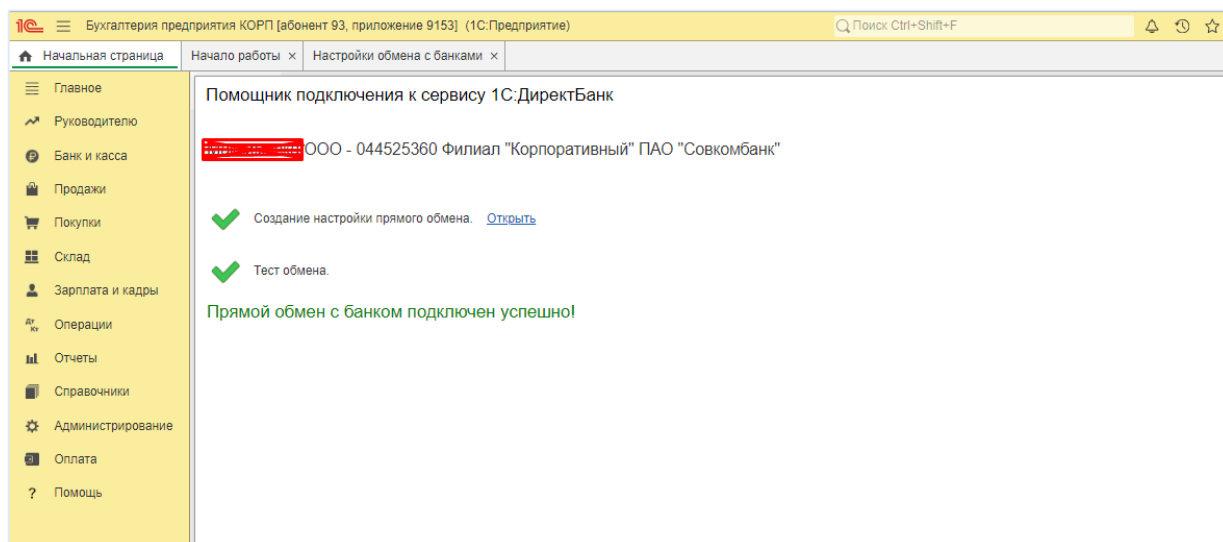 1С Бухгалтерия предприятия КОРП [абонент 93, приложение 9153] (1С:Предприятие) Поиск Ctrl+Shift+F
Начальная страница Начало работы × Настройки обмена с банками ×
Главное
Руководителю
Банк и касса
Продажи
Покупки
Склад
Зарплата и кадры
Дт Кт Операции
Отчеты
Справочники
Администрирование
Оплата
? Помощь
Помощник подключения к сервису 1С:ДиректБанк
ООО - 044525360 Филиал "Корпоративный" ПАО "Совкомбанк"
Создание настройки прямого обмена. Открыть
Тест обмена.
Прямой обмен с банком подключен успешно!